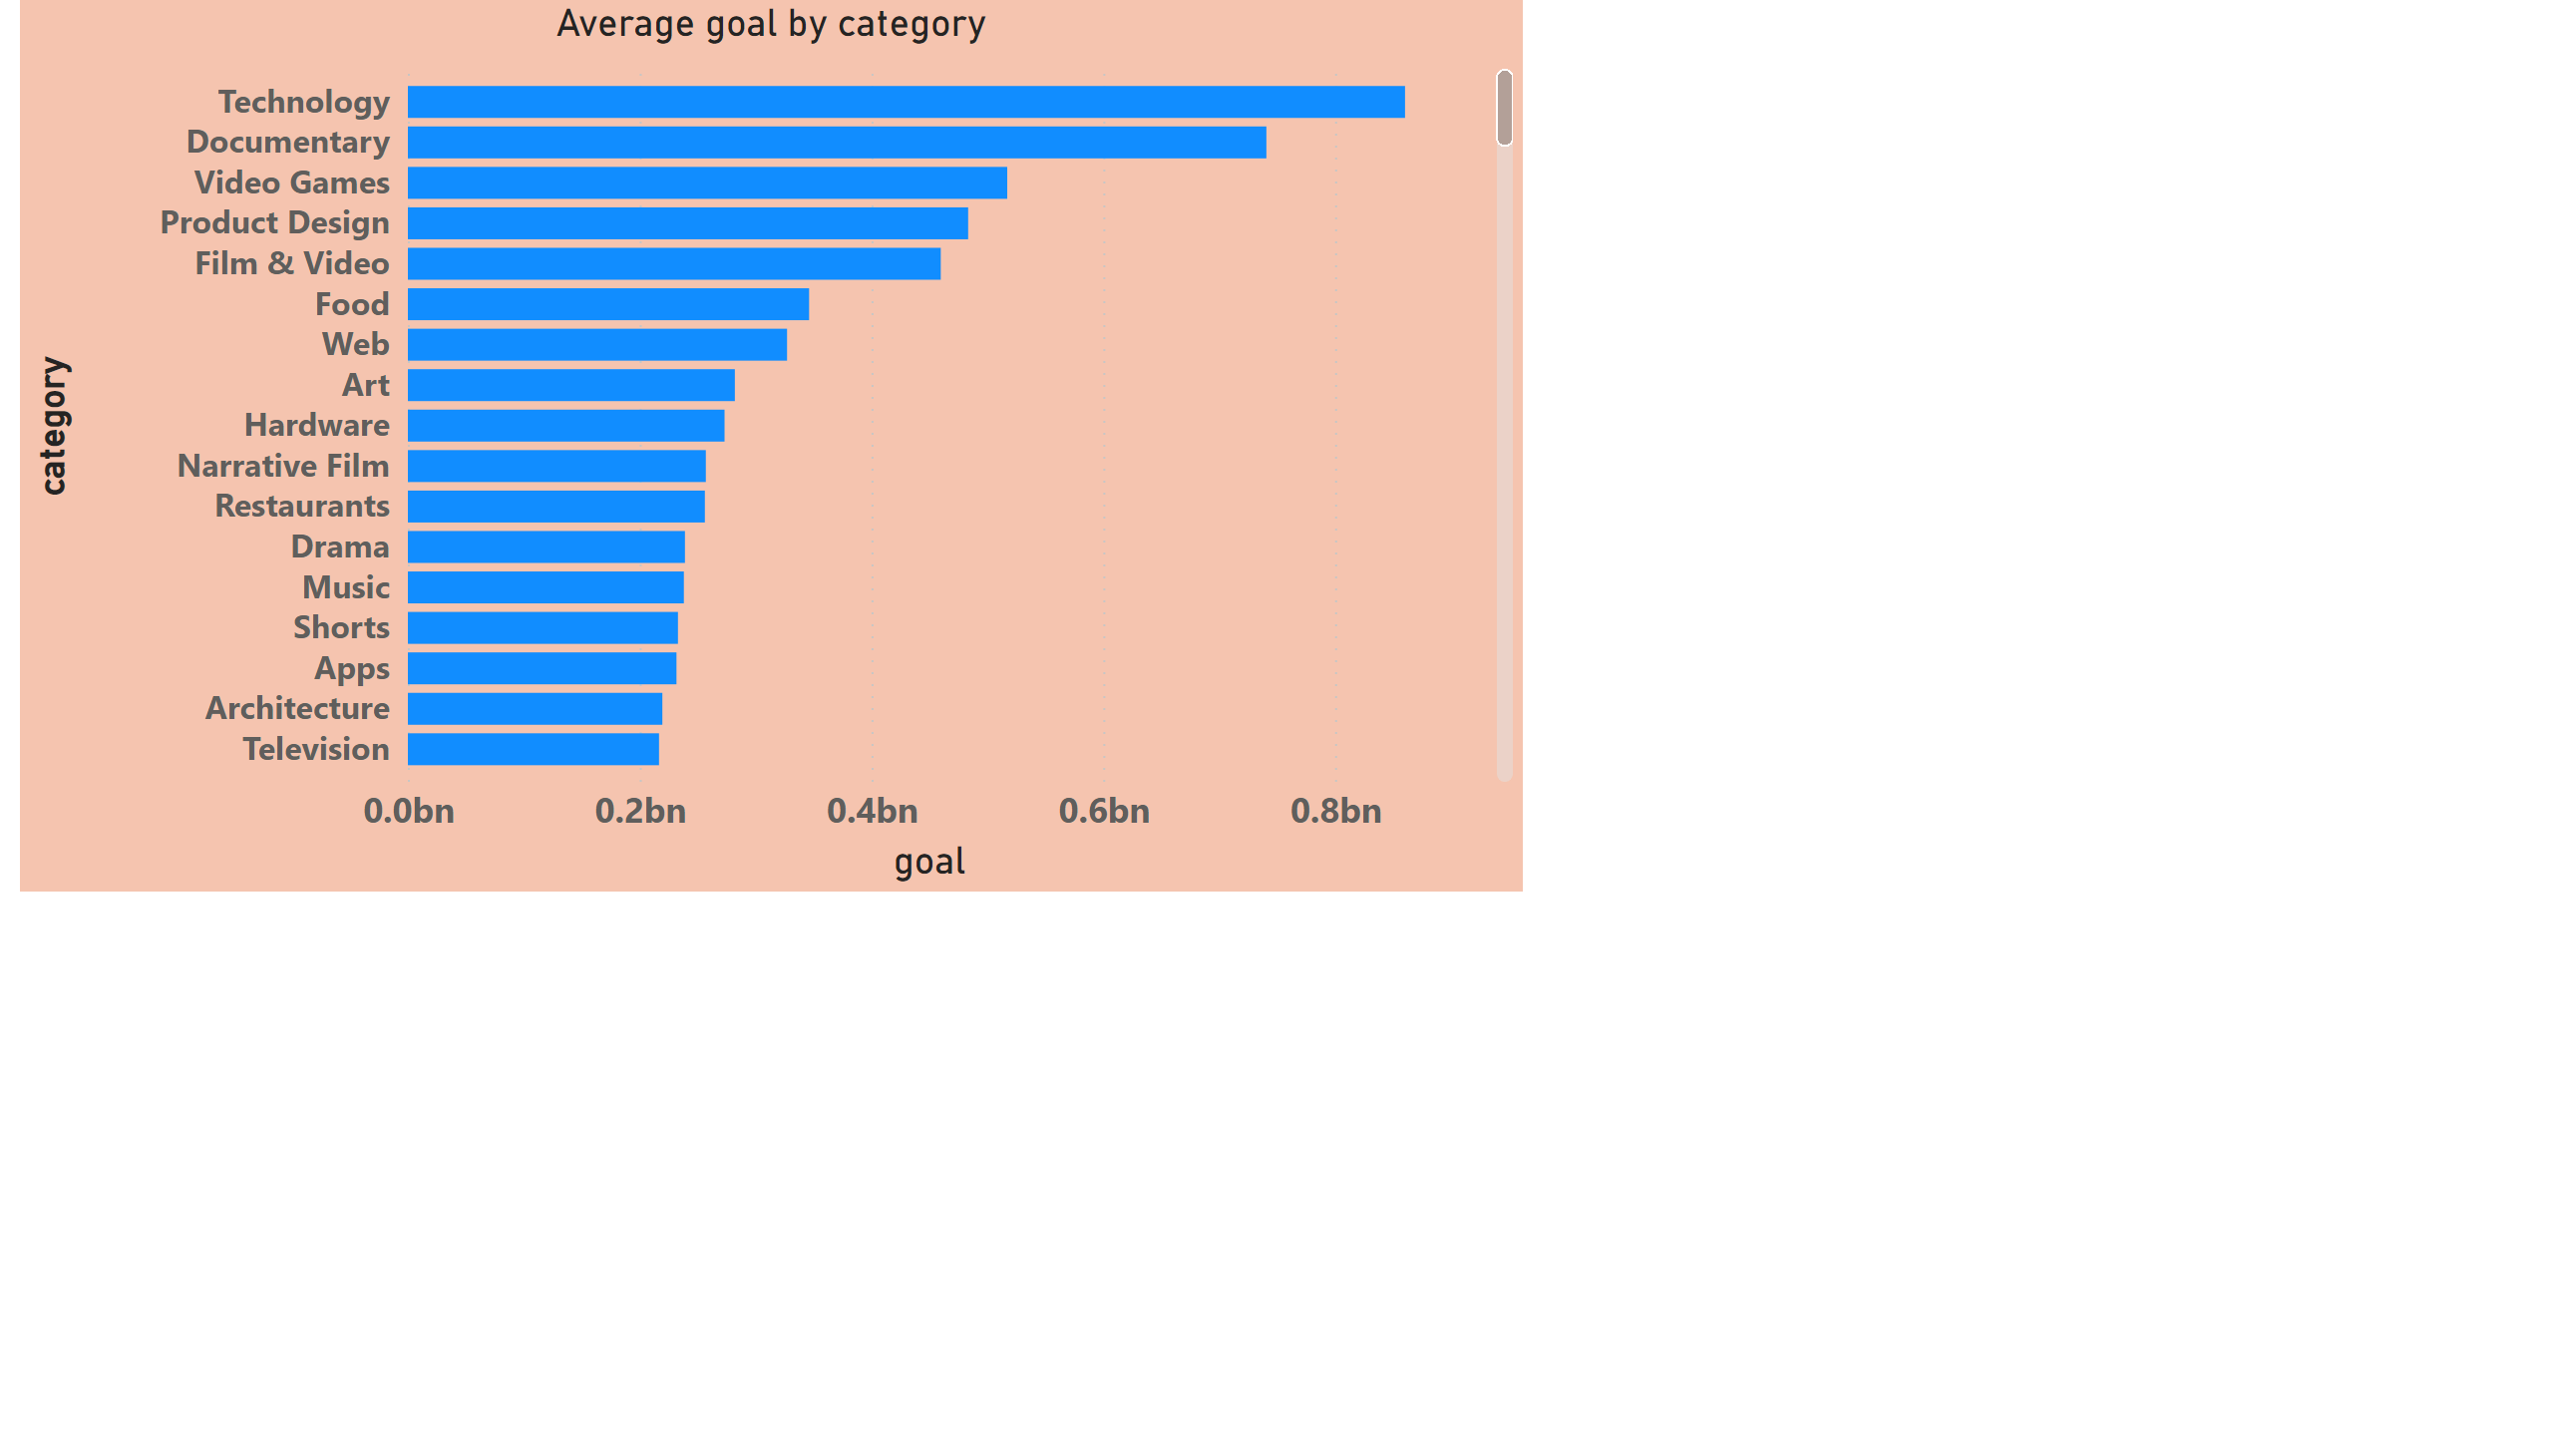 Average goal by category
Technology
Documentary
Video Games
Product Design
Film & Video
Food
Web
Art
Hardware
Narrative Film
Restaurants
Drama
Music
Shorts
Apps
Architecture
Television
category
0.0bn 0.2bn 0.4bn 0.6bn 0.8bn
goal